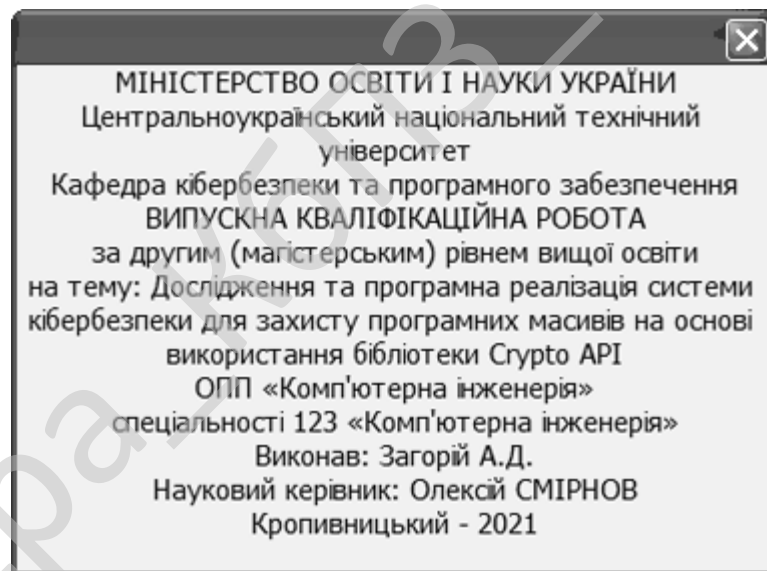 МІНІСТЕРСТВО ОСВІТИ І НАУКИ УКРАЇНИ
Центральноукраїнський національний технічний
університет
Кафедра кібербезпеки та програмного забезпечення
ВИПУСКНА КВАЛІФІКАЦІЙНА РОБОТА
за другим (магістерським) рівнем вищої освіти
на тему: Дослідження та програмна реалізація системи
кібербезпеки для захисту програмних масивів на основі
використання бібліотеки Crypto API
ОПП «Комп'ютерна інженерія»
спеціальності 123 «Комп'ютерна інженерія»
Виконав: Загорій А.Д.
Науковий керівник: Олексій СМІРНОВ
Кропивницький - 2021